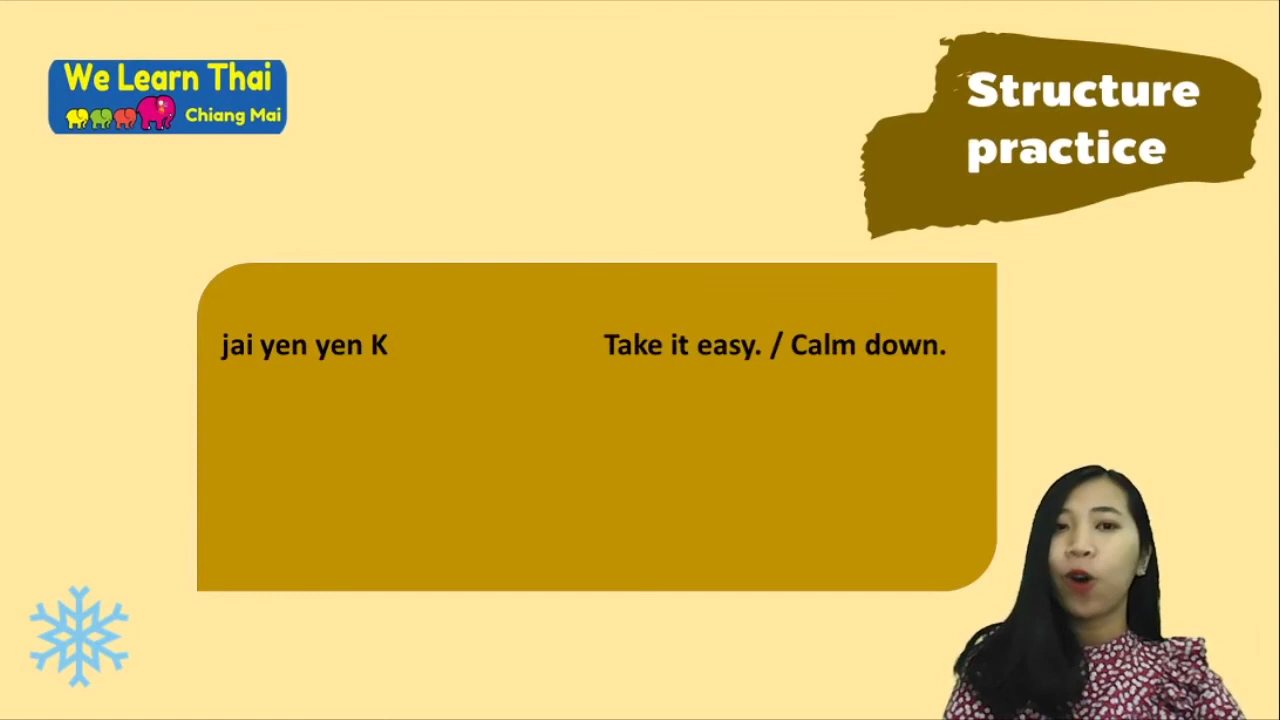 We Learn Thai
Chiang Mai
Structure
practice
jai yen yen K
Take it easy. / Calm down.